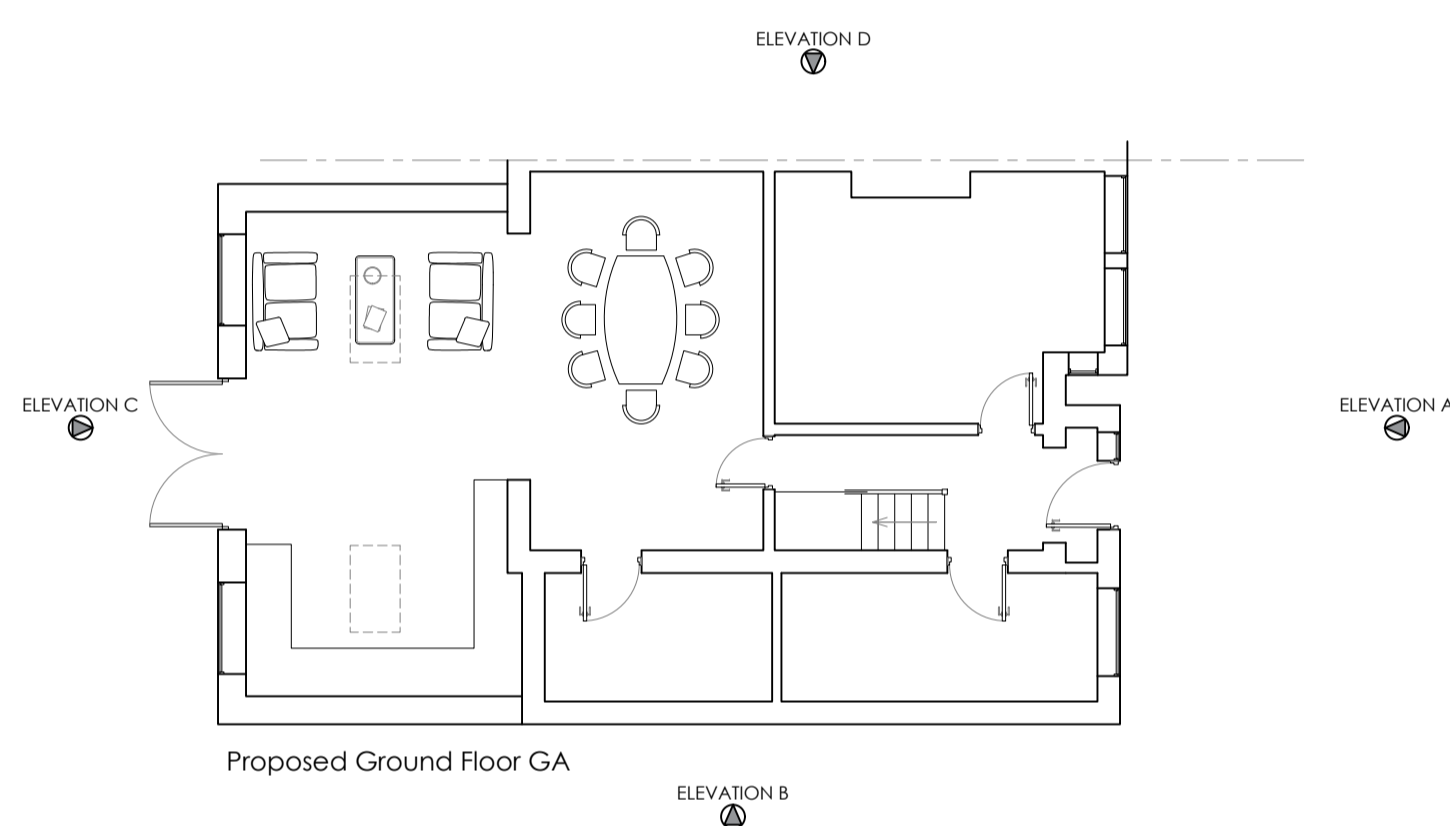 ELEVATION D
ELEVATION C
ELEVATION A
Proposed Ground Floor GA
ELEVATION B